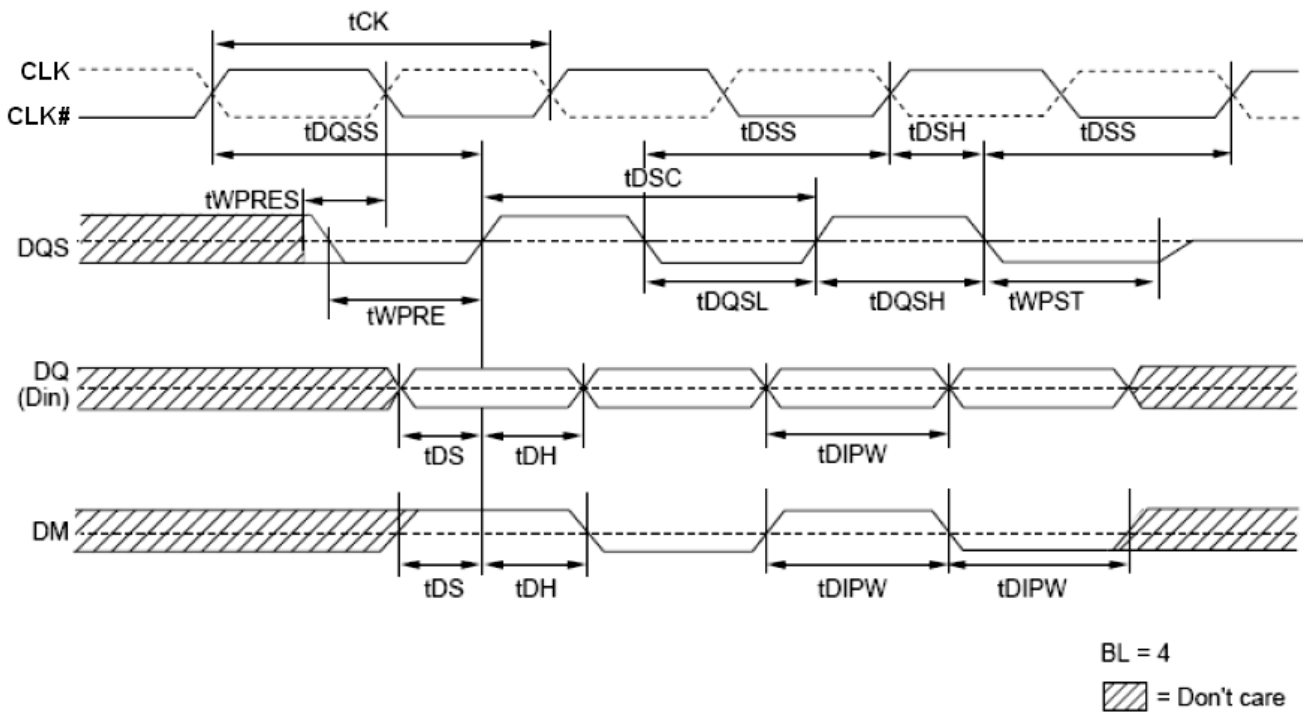 tCK
CLK
CLK#
tDQSS
tDSS
tDSH
tDSS
tWPRES
tDSC
DQS
tWPRE
tDQSL
tDQSH
tWPST
DQ
(Din)
tDS
tDH
tDIPW
DM
tDS
tDH
tDIPW
tDIPW
BL = 4
= Don't care